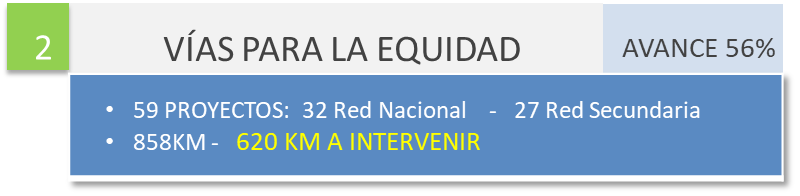 2 VÍAS PARA LA EQUIDAD AVANCE 56%
• 59 PROYECTOS: 32 Red Nacional - 27 Red Secundaria
• 858KM - 620 KM A INTERVENIR